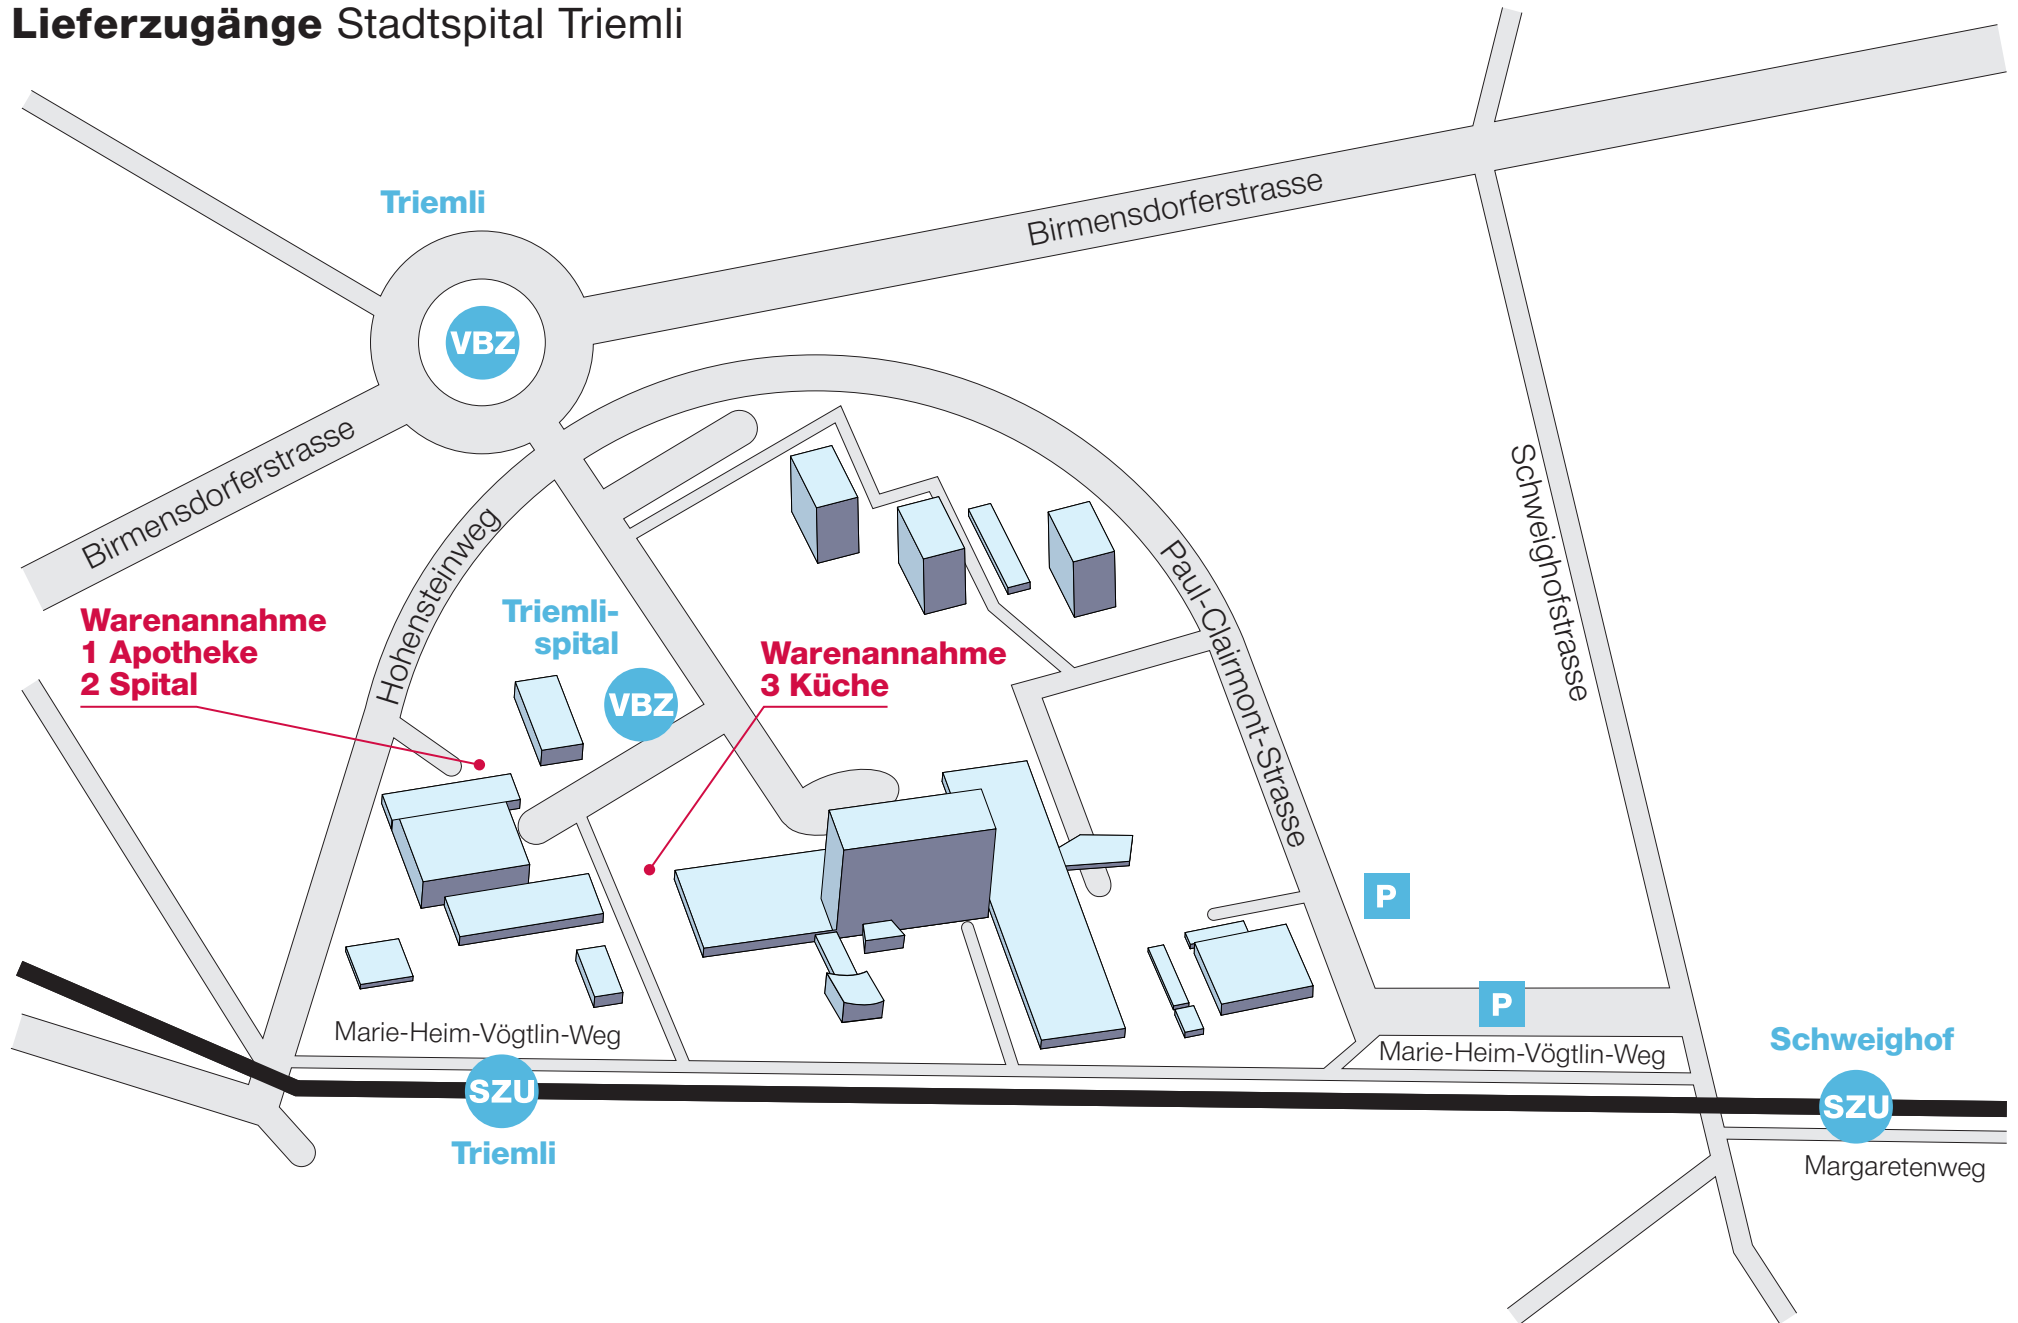 Lieferzugänge Stadtspital Triemli
Triemli
VBZ
Birmensdorferstrasse
Birmensdorferstrasse
Hohensteinweg
Schweighofstrasse
Paul-Clairmont-Strasse
Warenannahme
1 Apotheke
2 Spital
Triemli-
spital
VBZ
Warenannahme
3 Küche
P
P
Marie-Heim-Vögtlin-Weg
Marie-Heim-Vögtlin-Weg
SZU
Triemli
Schweighof
SZU
Margaretenweg